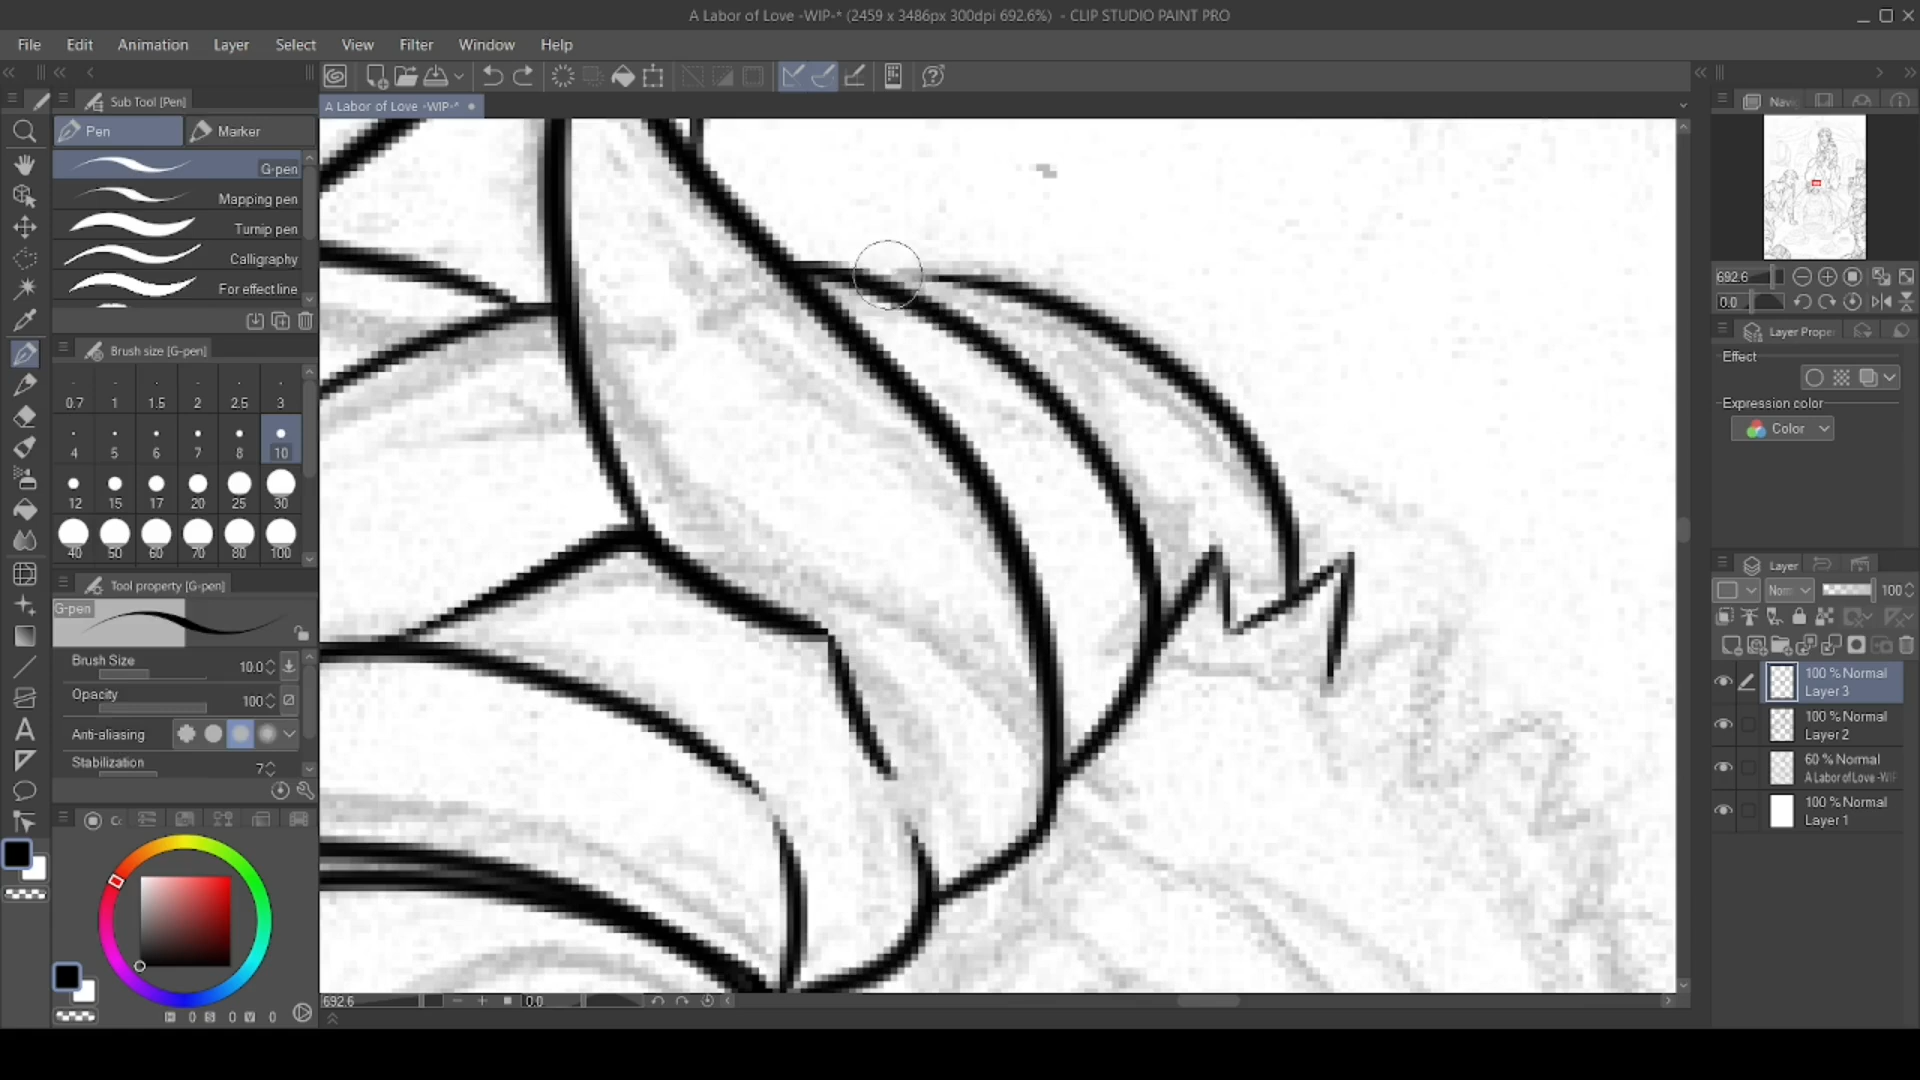 A Labor of Love -WIP-* (2459 x 3486px 300dpi 692.6%) - CLIP STUDIO PAINT PRO
File Edit Animation Layer Select View Filter Window Help
Sub Tool [Pen]
A Labor of Love -WIP-*
Pen Marker
G-pen
Mapping pen
Turnip pen
Calligraphy
For effect line
Brush size [G-pen]
0.7 1 1.5 2 2.5 3
4 5 6 7 8 10
12 15 17 20 25 30
40 50 60 70 80 100
Tool property [G-pen]
G-pen
Brush Size 10.0
Opacity 100
Anti-aliasing
Stabilization 7
Cc
H 0 S 0 V 0
692.6 0.0
Nav
692.6
0.0
Layer Proper
Effect
Expression color
Color
Layer
Norm 100
100 % Normal
Layer 3
100 % Normal
Layer 2
60 % Normal
A Labor of Love -WIP
100 % Normal
Layer 1